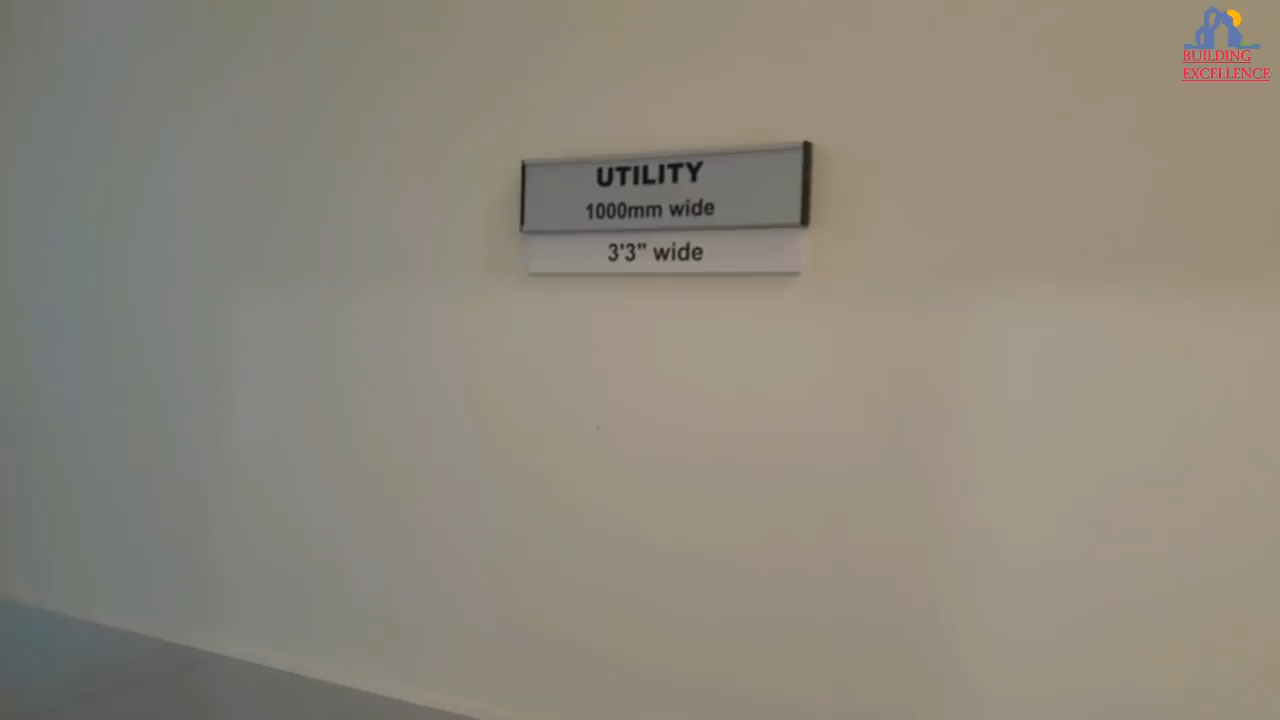 BUILDING
EXCELLENCE
UTILITY
1000mm wide
3'3" wide